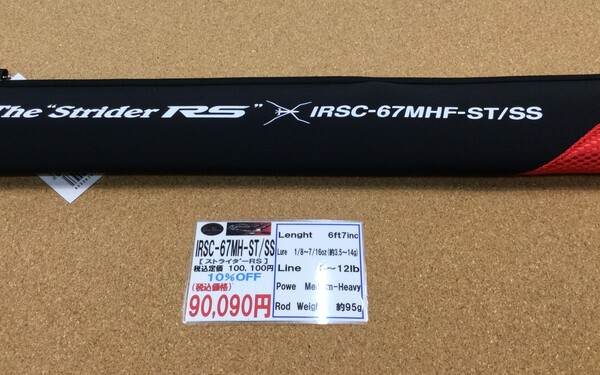 The "Strider RS" IRSC-67MHF-ST/SS
IRSC-67MH-ST/SS
[ストライダーRS]
税込定価 100,100円
10%OFF
(税込価格)
90,090円
Lenght 6ft7inc
Lure 1/8~7/16oz(約3.5~14g)
Line ~12lb
Powe Medium-Heavy
Rod Weight 約95g